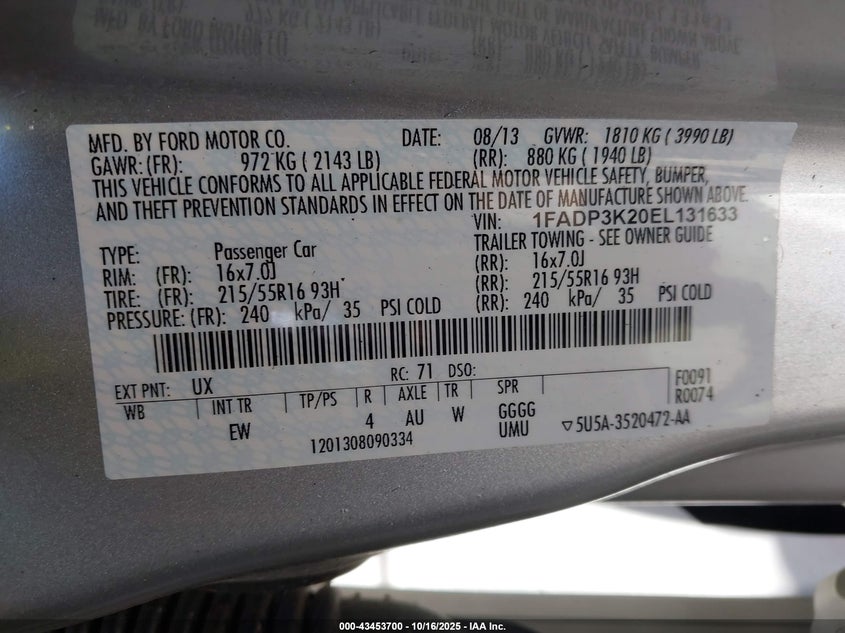 MFD. BY FORD MOTOR CO. DATE: 08/13 GVWR: 1810 KG ( 3990 LB)
GAWR: (FR): 972 KG ( 2143 LB) (RR): 880 KG ( 1940 LB)
THIS VEHICLE CONFORMS TO ALL APPLICABLE FEDERAL MOTOR VEHICLE SAFETY, BUMPER,
AND THEFT PREVENTION STANDARDS IN EFFECT ON THE DATE OF MANUFACTURE SHOWN ABOVE.
VIN: 1FADP3K20EL131633
TYPE: Passenger Car TRAILER TOWING - SEE OWNER GUIDE
RIM: (FR): 16x7.0J (RR): 16x7.0J
TIRE: (FR): 215/55R16 93H (RR): 215/55R16 93H
PRESSURE: (FR): 240 kPa/ 35 PSI COLD (RR): 240 kPa/ 35 PSI COLD
EXT PNT: UX RC: 71 DSO: F0091
WB INT TR TP/PS R AXLE TR SPR R0074
EW 4 AU W GGGG
1201308090334 UMU ▽5U5A-3520472-AA
000-43453700 - 10/16/2025 - IAA Inc.